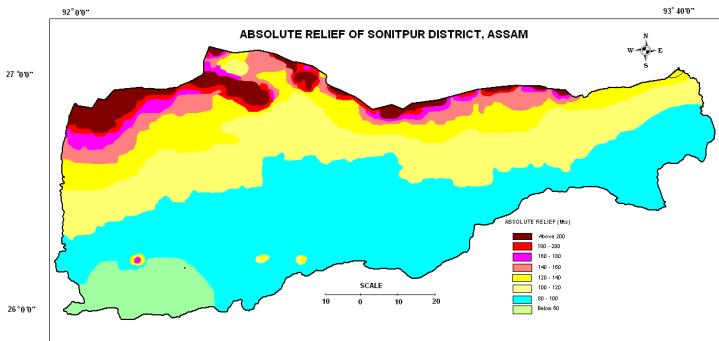 92°0'0"
93°40'0"
ABSOLUTE RELIEF OF SONITPUR DISTRICT, ASSAM
N
W E
S
27°0'0"
ABSOLUTE RELIEF (Mts)
Above 200
180 - 200
160 - 180
140 - 160
120 - 140
100 - 120
80 - 100
Below 80
SCALE
10 0 10 20
26°0'0"